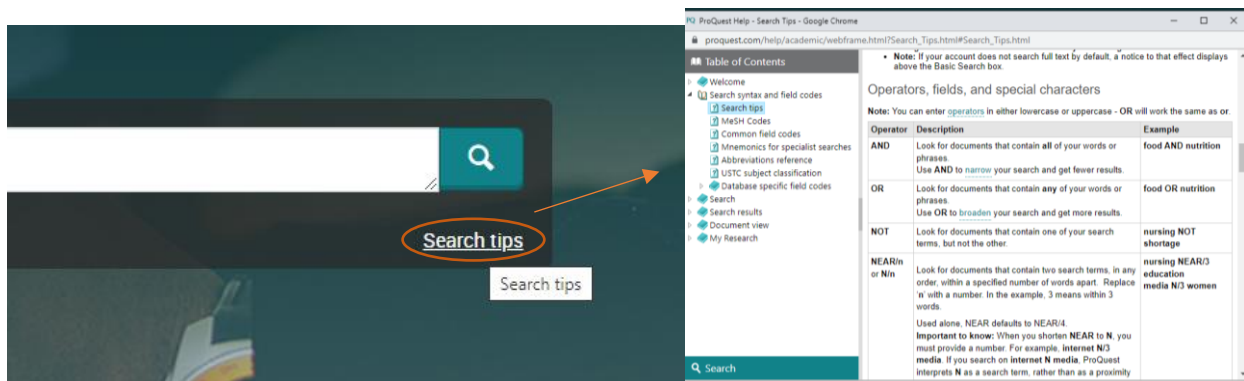 Search tips
Search tips
PQ ProQuest Help - Search Tips - Google Chrome
proquest.com/help/academic/webframe.html?Search_Tips.html#Search_Tips.html
Table of Contents
Welcome
Search syntax and field codes
Search tips
MeSH Codes
Common field codes
Mnemonics for specialist searches
Abbreviations reference
USTC subject classification
Database specific field codes
Search
Search results
Document view
My Research
Search
• Note: If your account does not search full text by default, a notice to that effect displays
above the Basic Search box.
Operators, fields, and special characters
Note: You can enter operators in either lowercase or uppercase - OR will work the same as or.
Operator Description Example
AND Look for documents that contain all of your words or food AND nutrition
phrases.
Use AND to narrow your search and get fewer results.
OR Look for documents that contain any of your words or food OR nutrition
phrases.
Use OR to broaden your search and get more results.
NOT Look for documents that contain one of your search nursing NOT
terms, but not the other. shortage
NEAR/n nursing NEAR/3
or N/n Look for documents that contain two search terms, in any education
order, within a specified number of words apart. Replace media N/3 women
'n' with a number. In the example, 3 means within 3
words.
Used alone, NEAR defaults to NEAR/4.
Important to know: When you shorten NEAR to N, you
must provide a number. For example, internet N/3
media. If you search on internet N media, ProQuest
interprets N as a search term, rather than as a proximity